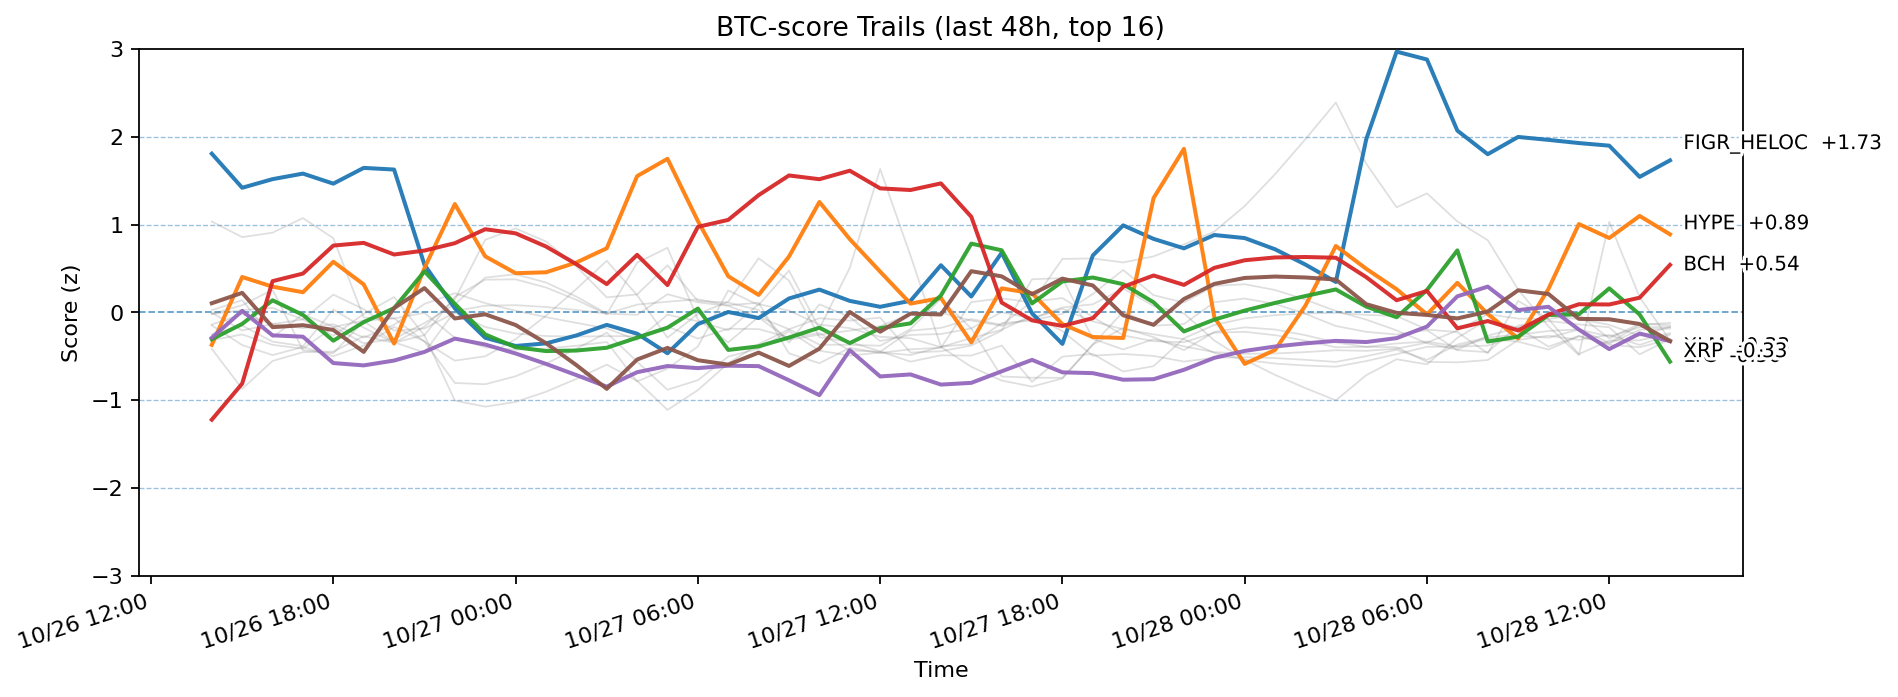 BTC-score Trails (last 48h, top 16)
3
2
1
0
−1
−2
−3
Score (z)
FIGR_HELOC +1.73
HYPE +0.89
BCH +0.54
XRP -0.33
10/26 12:00
10/26 18:00
10/27 00:00
10/27 06:00
10/27 12:00
10/27 18:00
10/28 00:00
10/28 06:00
10/28 12:00
Time